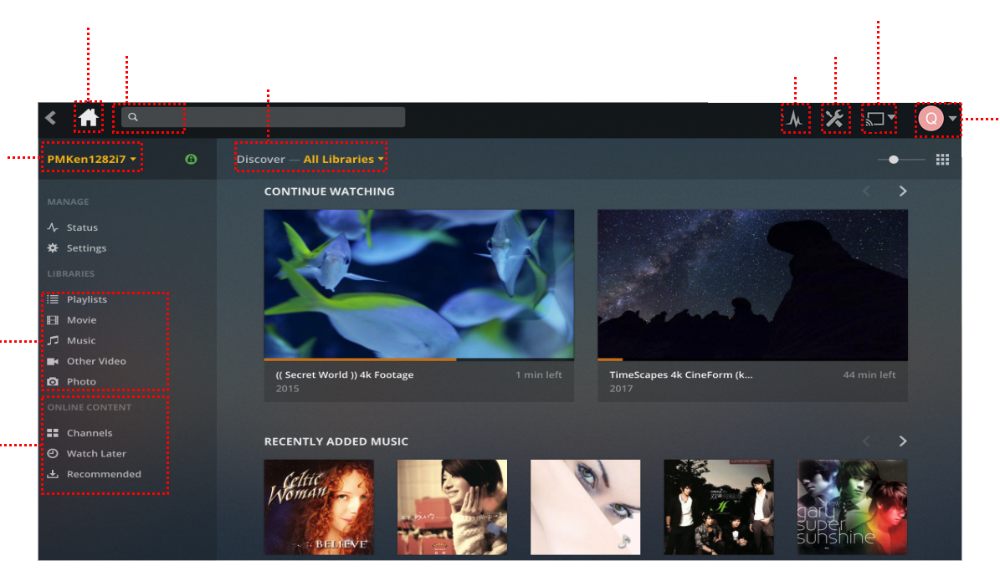 Q
PMKen1282i7
Discover — All Libraries
MANAGE
Status
Settings
LIBRARIES
Playlists
Movie
Music
Other Video
Photo
ONLINE CONTENT
Channels
Watch Later
Recommended
CONTINUE WATCHING
(( Secret World )) 4k Footage
1 min left
2015
TimeScapes 4k CineForm (k...
44 min left
2017
RECENTLY ADDED MUSIC
Celtic
Woman
BELIEVE
gary
super
sunshine